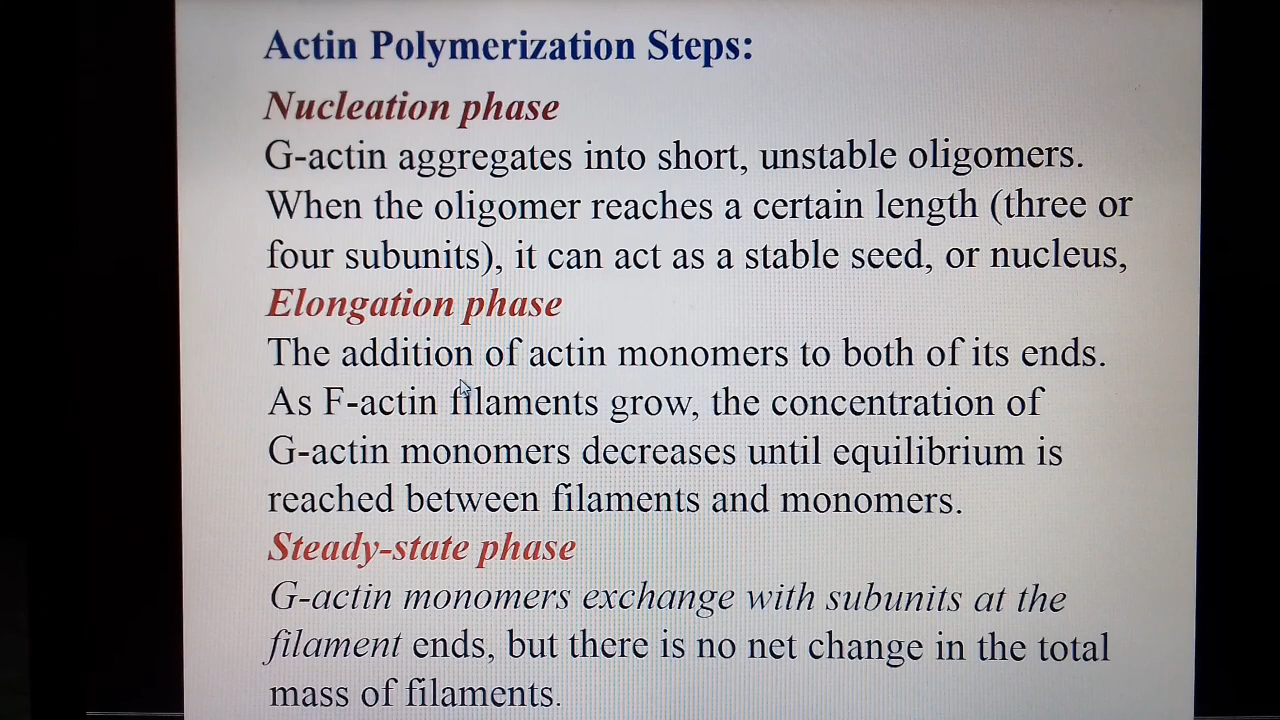 Actin Polymerization Steps:
Nucleation phase
G-actin aggregates into short, unstable oligomers.
When the oligomer reaches a certain length (three or
four subunits), it can act as a stable seed, or nucleus,
Elongation phase
The addition of actin monomers to both of its ends.
As F-actin filaments grow, the concentration of
G-actin monomers decreases until equilibrium is
reached between filaments and monomers.
Steady-state phase
G-actin monomers exchange with subunits at the
filament ends, but there is no net change in the total
mass of filaments.